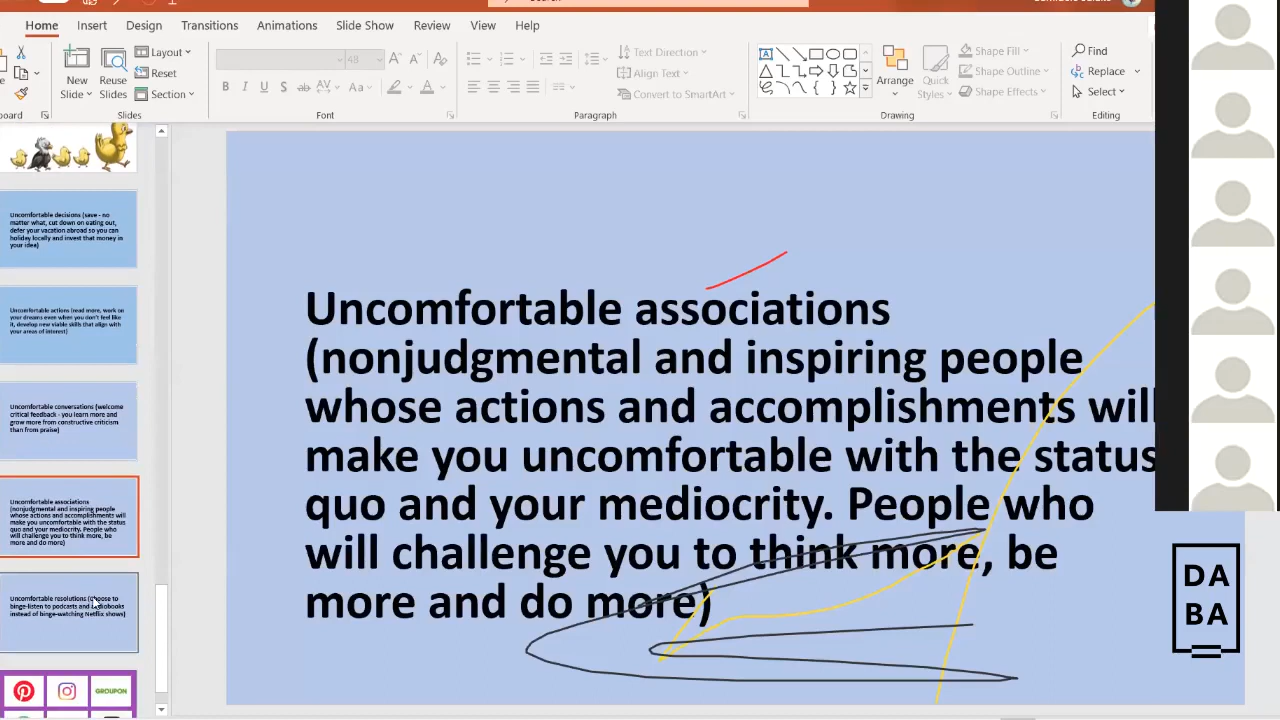 Home Insert Design Transitions Animations Slide Show Review View Help
New
Slide
Reuse
Slides
Layout
Reset
Section
48
B I U S ab AV Aa A
Text Direction
Align Text
Convert to SmartArt
Arrange
Quick
Styles
Shape Fill
Shape Outline
Shape Effects
Find
Replace
Select
board Slides Font Paragraph Drawing Editing
Uncomfortable decisions (save - no
matter what, cut down on eating out,
defer your vacation abroad so you can
holiday locally and invest that money in
your idea)
Uncomfortable actions (read more, work on
your dreams even when you don't feel like
it, develop new viable skills that align with
your areas of interest)
Uncomfortable conversations (welcome
critical feedback - you learn more and
grow more from constructive criticism
than from praise)
Uncomfortable associations
(nonjudgmental and inspiring people
whose actions and accomplishments will
make you uncomfortable with the status
quo and your mediocrity. People who
will challenge you to think more, be
more and do more)
Uncomfortable resolutions (choose to
binge-listen to podcasts and audiobooks
instead of binge-watching Netflix shows)
GROUPON
Uncomfortable associations
(nonjudgmental and inspiring people
whose actions and accomplishments will
make you uncomfortable with the status
quo and your mediocrity. People who
will challenge you to think more, be
more and do more)
DA
BA